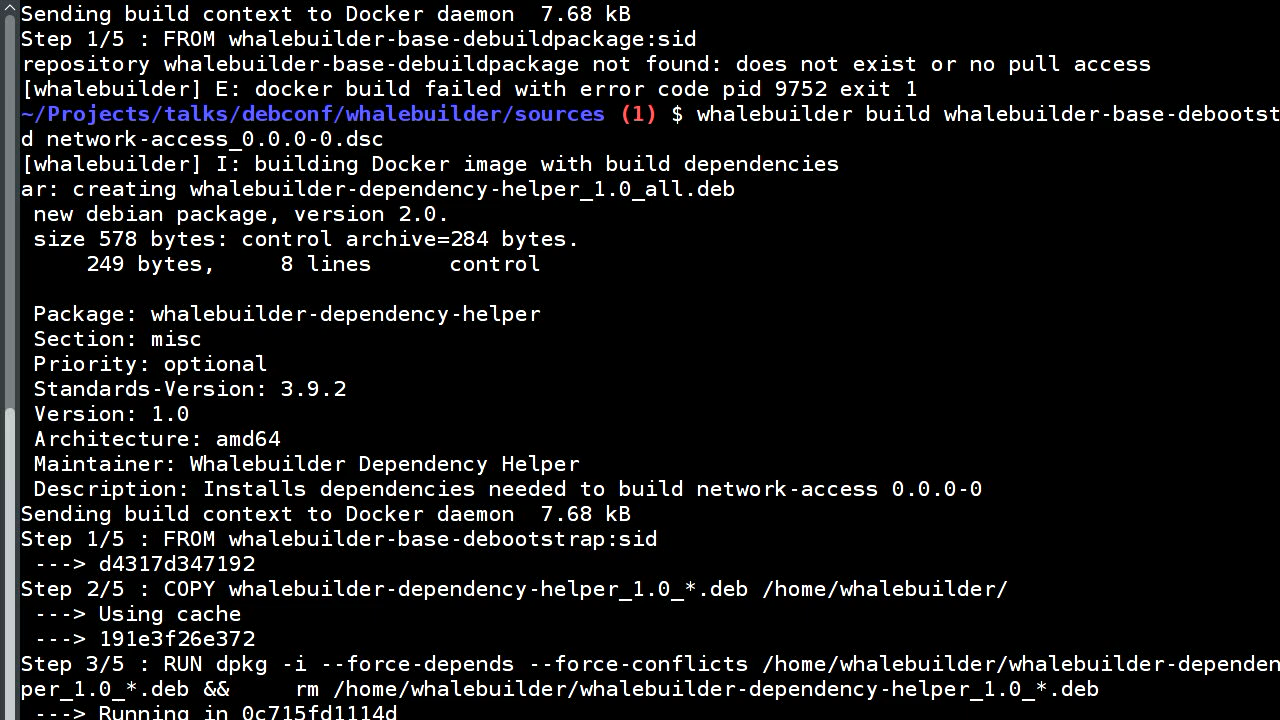 Sending build context to Docker daemon  7.68 kB
Step 1/5 : FROM whalebuilder-base-debuildpackage:sid
repository whalebuilder-base-debuildpackage not found: does not exist or no pull access
[whalebuilder] E: docker build failed with error code pid 9752 exit 1
~/Projects/talks/debconf/whalebuilder/sources (1) $ whalebuilder build whalebuilder-base-debootst
d network-access_0.0.0-0.dsc
[whalebuilder] I: building Docker image with build dependencies
ar: creating whalebuilder-dependency-helper_1.0_all.deb
 new debian package, version 2.0.
 size 578 bytes: control archive=284 bytes.
     249 bytes,     8 lines      control
 Package: whalebuilder-dependency-helper
 Section: misc
 Priority: optional
 Standards-Version: 3.9.2
 Version: 1.0
 Architecture: amd64
 Maintainer: Whalebuilder Dependency Helper
 Description: Installs dependencies needed to build network-access 0.0.0-0
Sending build context to Docker daemon  7.68 kB
Step 1/5 : FROM whalebuilder-base-debootstrap:sid
 ---> d4317d347192
Step 2/5 : COPY whalebuilder-dependency-helper_1.0_*.deb /home/whalebuilder/
 ---> Using cache
 ---> 191e3f26e372
Step 3/5 : RUN dpkg -i --force-depends --force-conflicts /home/whalebuilder/whalebuilder-dependen
per_1.0_*.deb &&     rm /home/whalebuilder/whalebuilder-dependency-helper_1.0_*.deb
 ---> Running in 0c715fd1114d